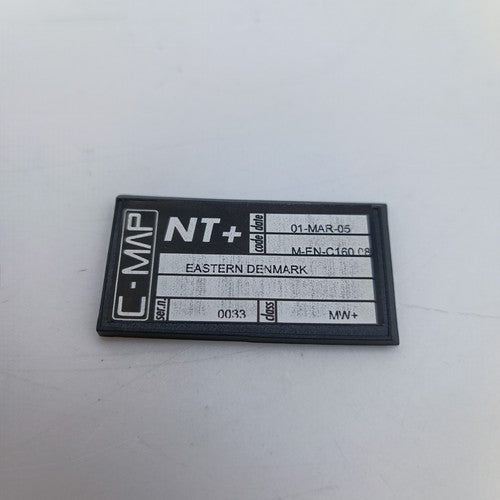 C-MAP
NT+
date 01-MAR-05
code M-EN-C160.08
EASTERN DENMARK
ser.n. 0033 class MW+